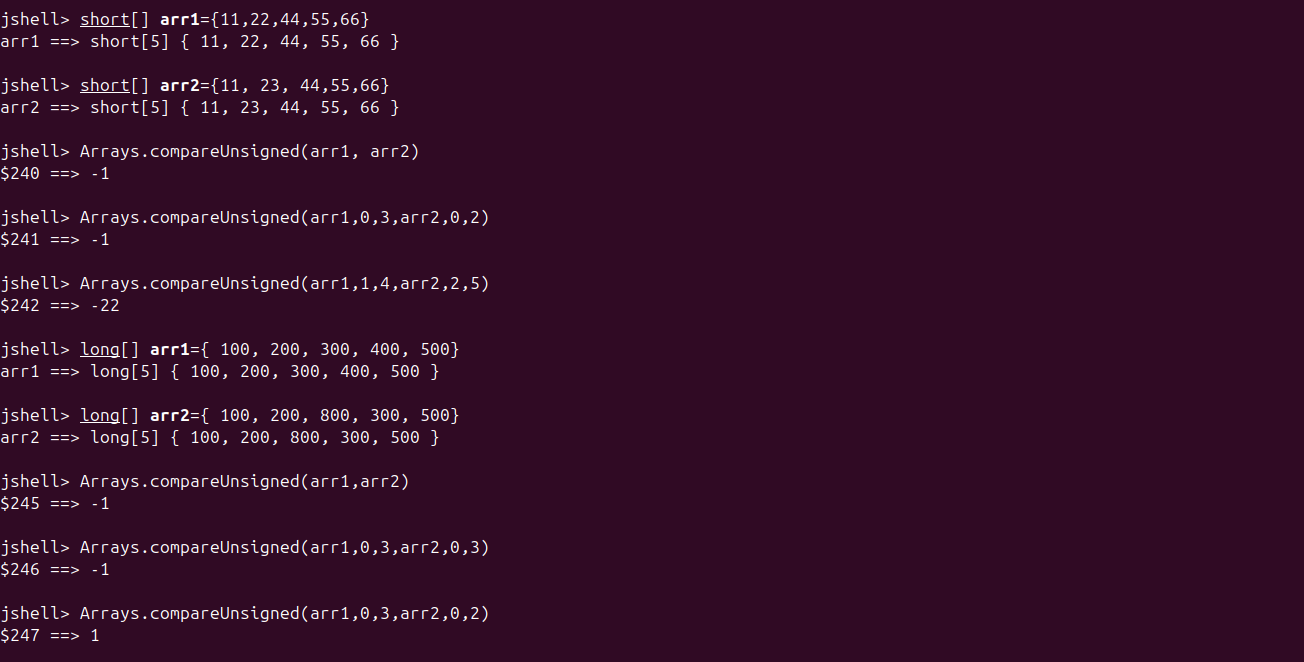 jshell> short[] arr1={11,22,44,55,66}
arr1 ==> short[5] { 11, 22, 44, 55, 66 }
jshell> short[] arr2={11, 23, 44,55,66}
arr2 ==> short[5] { 11, 23, 44, 55, 66 }
jshell> Arrays.compareUnsigned(arr1, arr2)
$240 ==> -1
jshell> Arrays.compareUnsigned(arr1,0,3,arr2,0,2)
$241 ==> -1
jshell> Arrays.compareUnsigned(arr1,1,4,arr2,2,5)
$242 ==> -22
jshell> long[] arr1={ 100, 200, 300, 400, 500}
arr1 ==> long[5] { 100, 200, 300, 400, 500 }
jshell> long[] arr2={ 100, 200, 800, 300, 500}
arr2 ==> long[5] { 100, 200, 800, 300, 500 }
jshell> Arrays.compareUnsigned(arr1,arr2)
$245 ==> -1
jshell> Arrays.compareUnsigned(arr1,0,3,arr2,0,3)
$246 ==> -1
jshell> Arrays.compareUnsigned(arr1,0,3,arr2,0,2)
$247 ==> 1